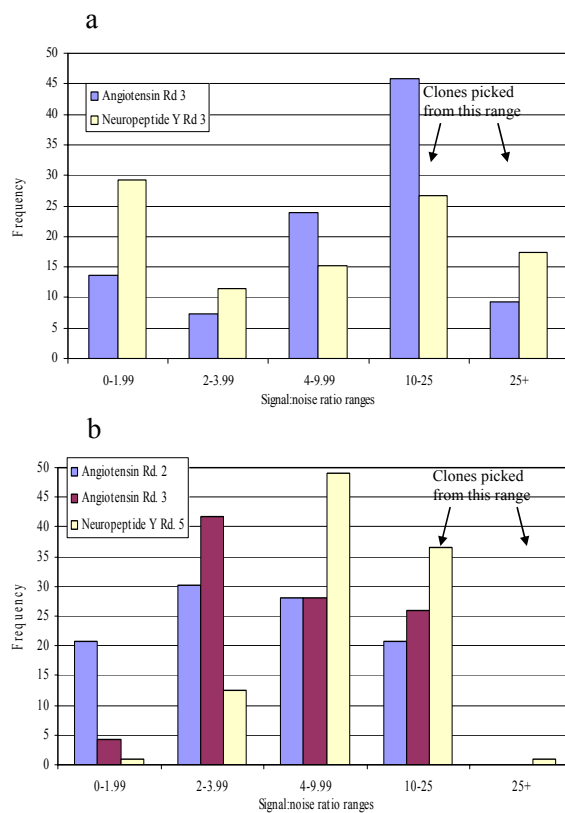 a
50
45
40
35
30
25
20
15
10
5
0
Frequency
Angiotensin Rd 3
Neuropeptide Y Rd 3
Clones picked
from this range
0-1.99
2-3.99
4-9.99
10-25
25+
Signal:noise ratio ranges
b
50
45
40
35
30
25
20
15
10
5
0
Frequency
Angiotensin Rd. 2
Angiotensin Rd. 3
Neuropeptide Y Rd. 5
Clones picked
from this range
0-1.99
2-3.99
4-9.99
10-25
25+
Signal:noise ratio ranges